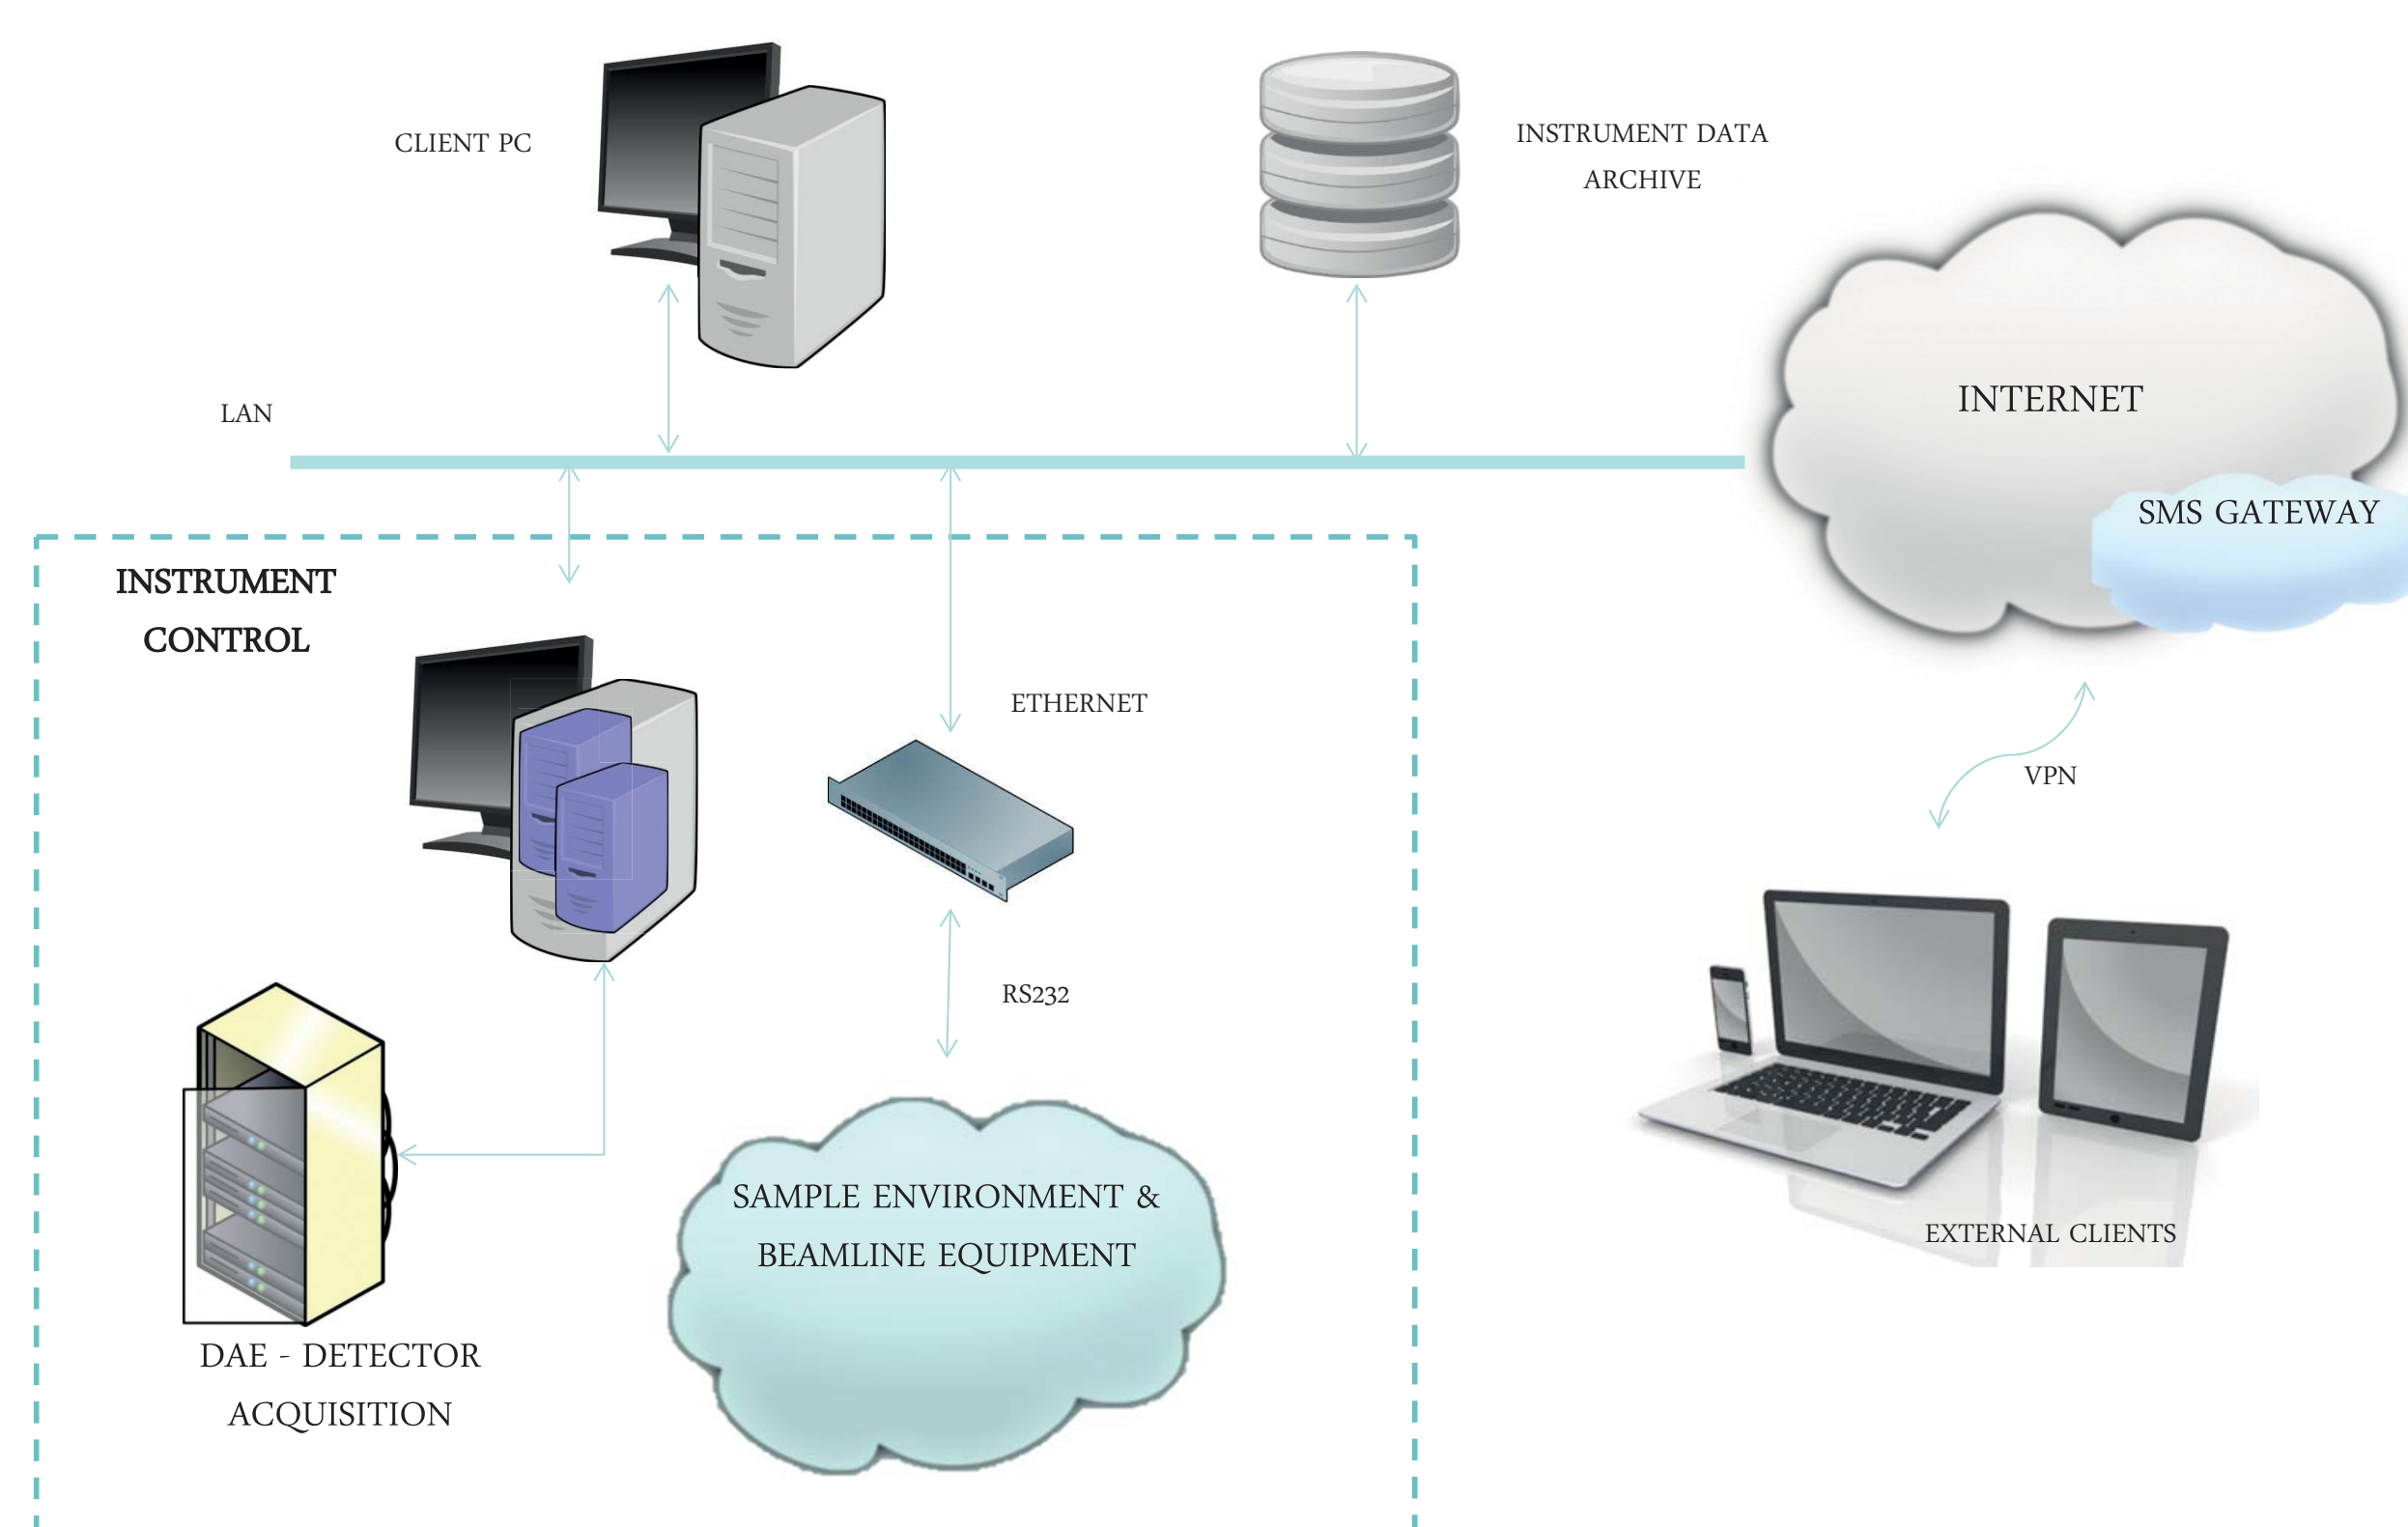 CLIENT PC
INSTRUMENT DATA
ARCHIVE
LAN
INTERNET
SMS GATEWAY
INSTRUMENT
CONTROL
ETHERNET
VPN
RS232
SAMPLE ENVIRONMENT &
BEAMLINE EQUIPMENT
EXTERNAL CLIENTS
DAE - DETECTOR
ACQUISITION